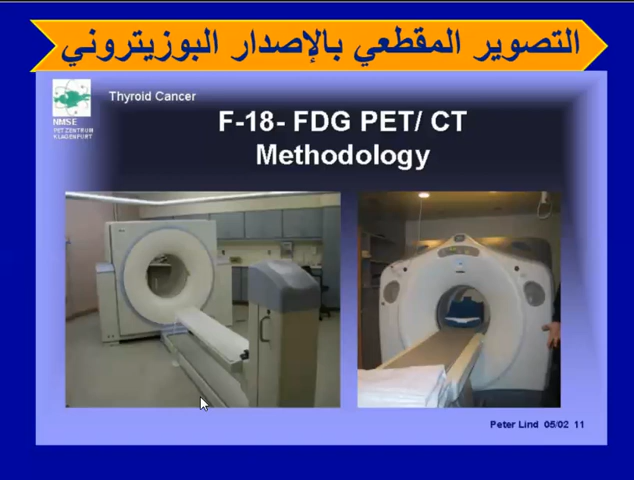 التصوير المقطعي بالإصدار البوزيتروني
Thyroid Cancer
NMSE
PET ZENTRUM
KLAGENFURT
F-18- FDG PET/ CT
Methodology
Peter Lind 05/02 11